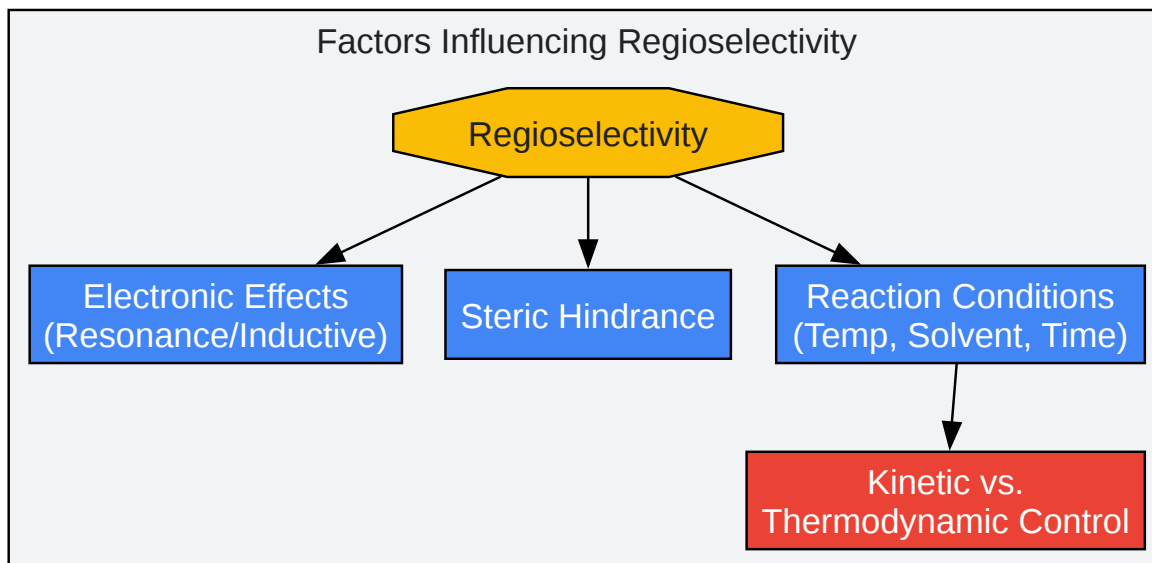 Factors Influencing Regioselectivity
Regioselectivity
Electronic Effects
(Resonance/Inductive)
Steric Hindrance
Reaction Conditions
(Temp, Solvent, Time)
Kinetic vs.
Thermodynamic Control